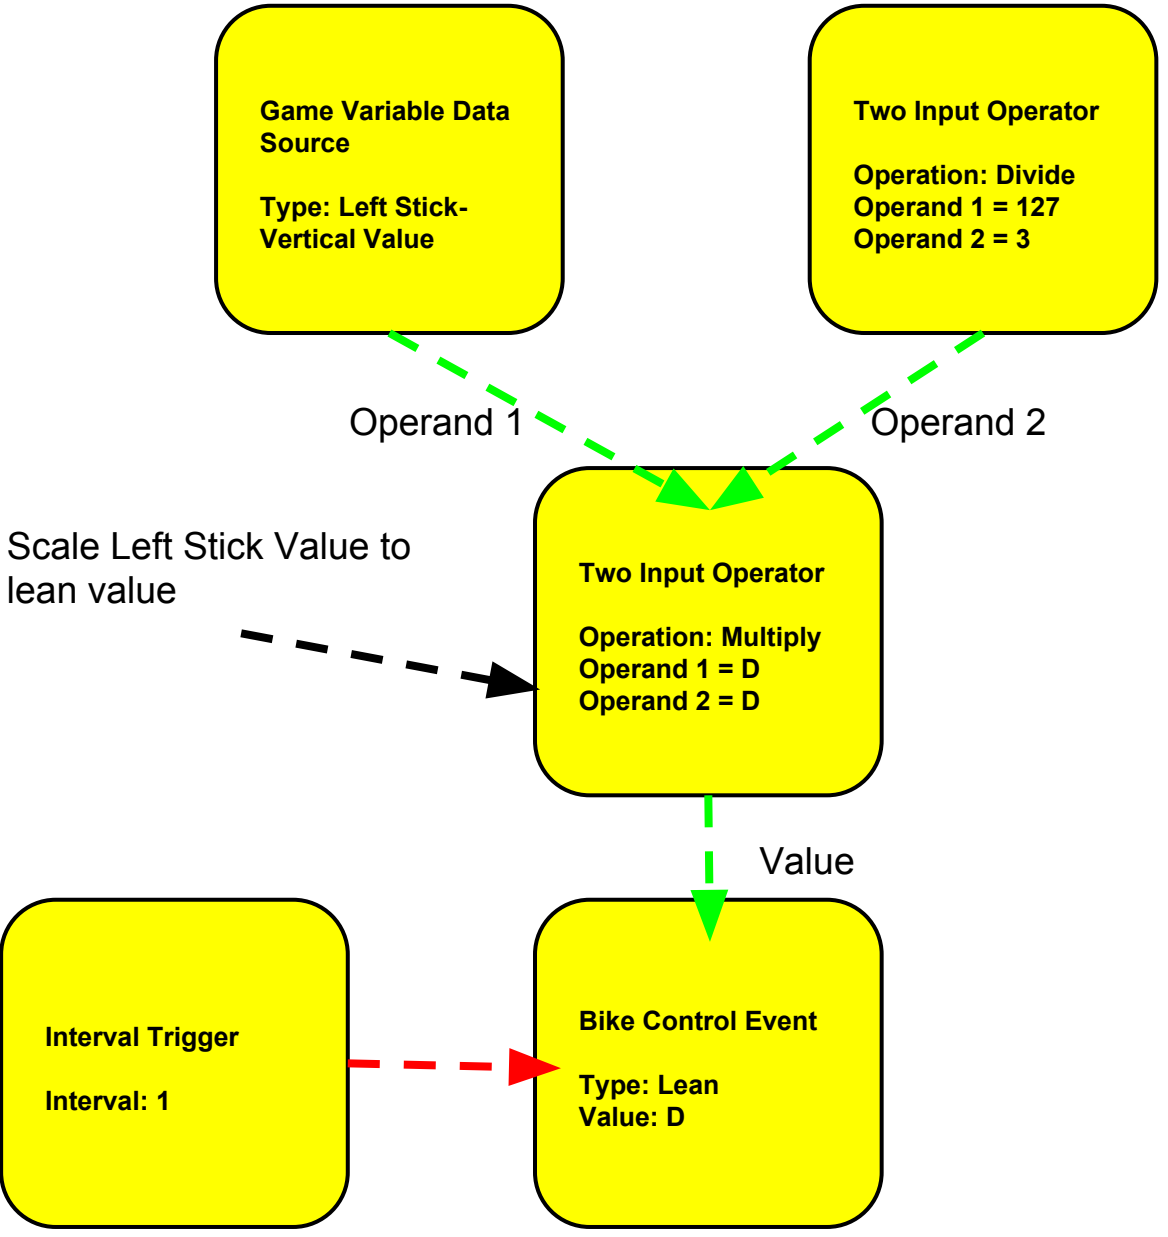 Game Variable Data
Source
Type: Left Stick-
Vertical Value
Two Input Operator
Operation: Divide
Operand 1 = 127
Operand 2 = 3
Operand 1
Operand 2
Scale Left Stick Value to
lean value
Two Input Operator
Operation: Multiply
Operand 1 = D
Operand 2 = D
Value
Interval Trigger
Interval: 1
Bike Control Event
Type: Lean
Value: D